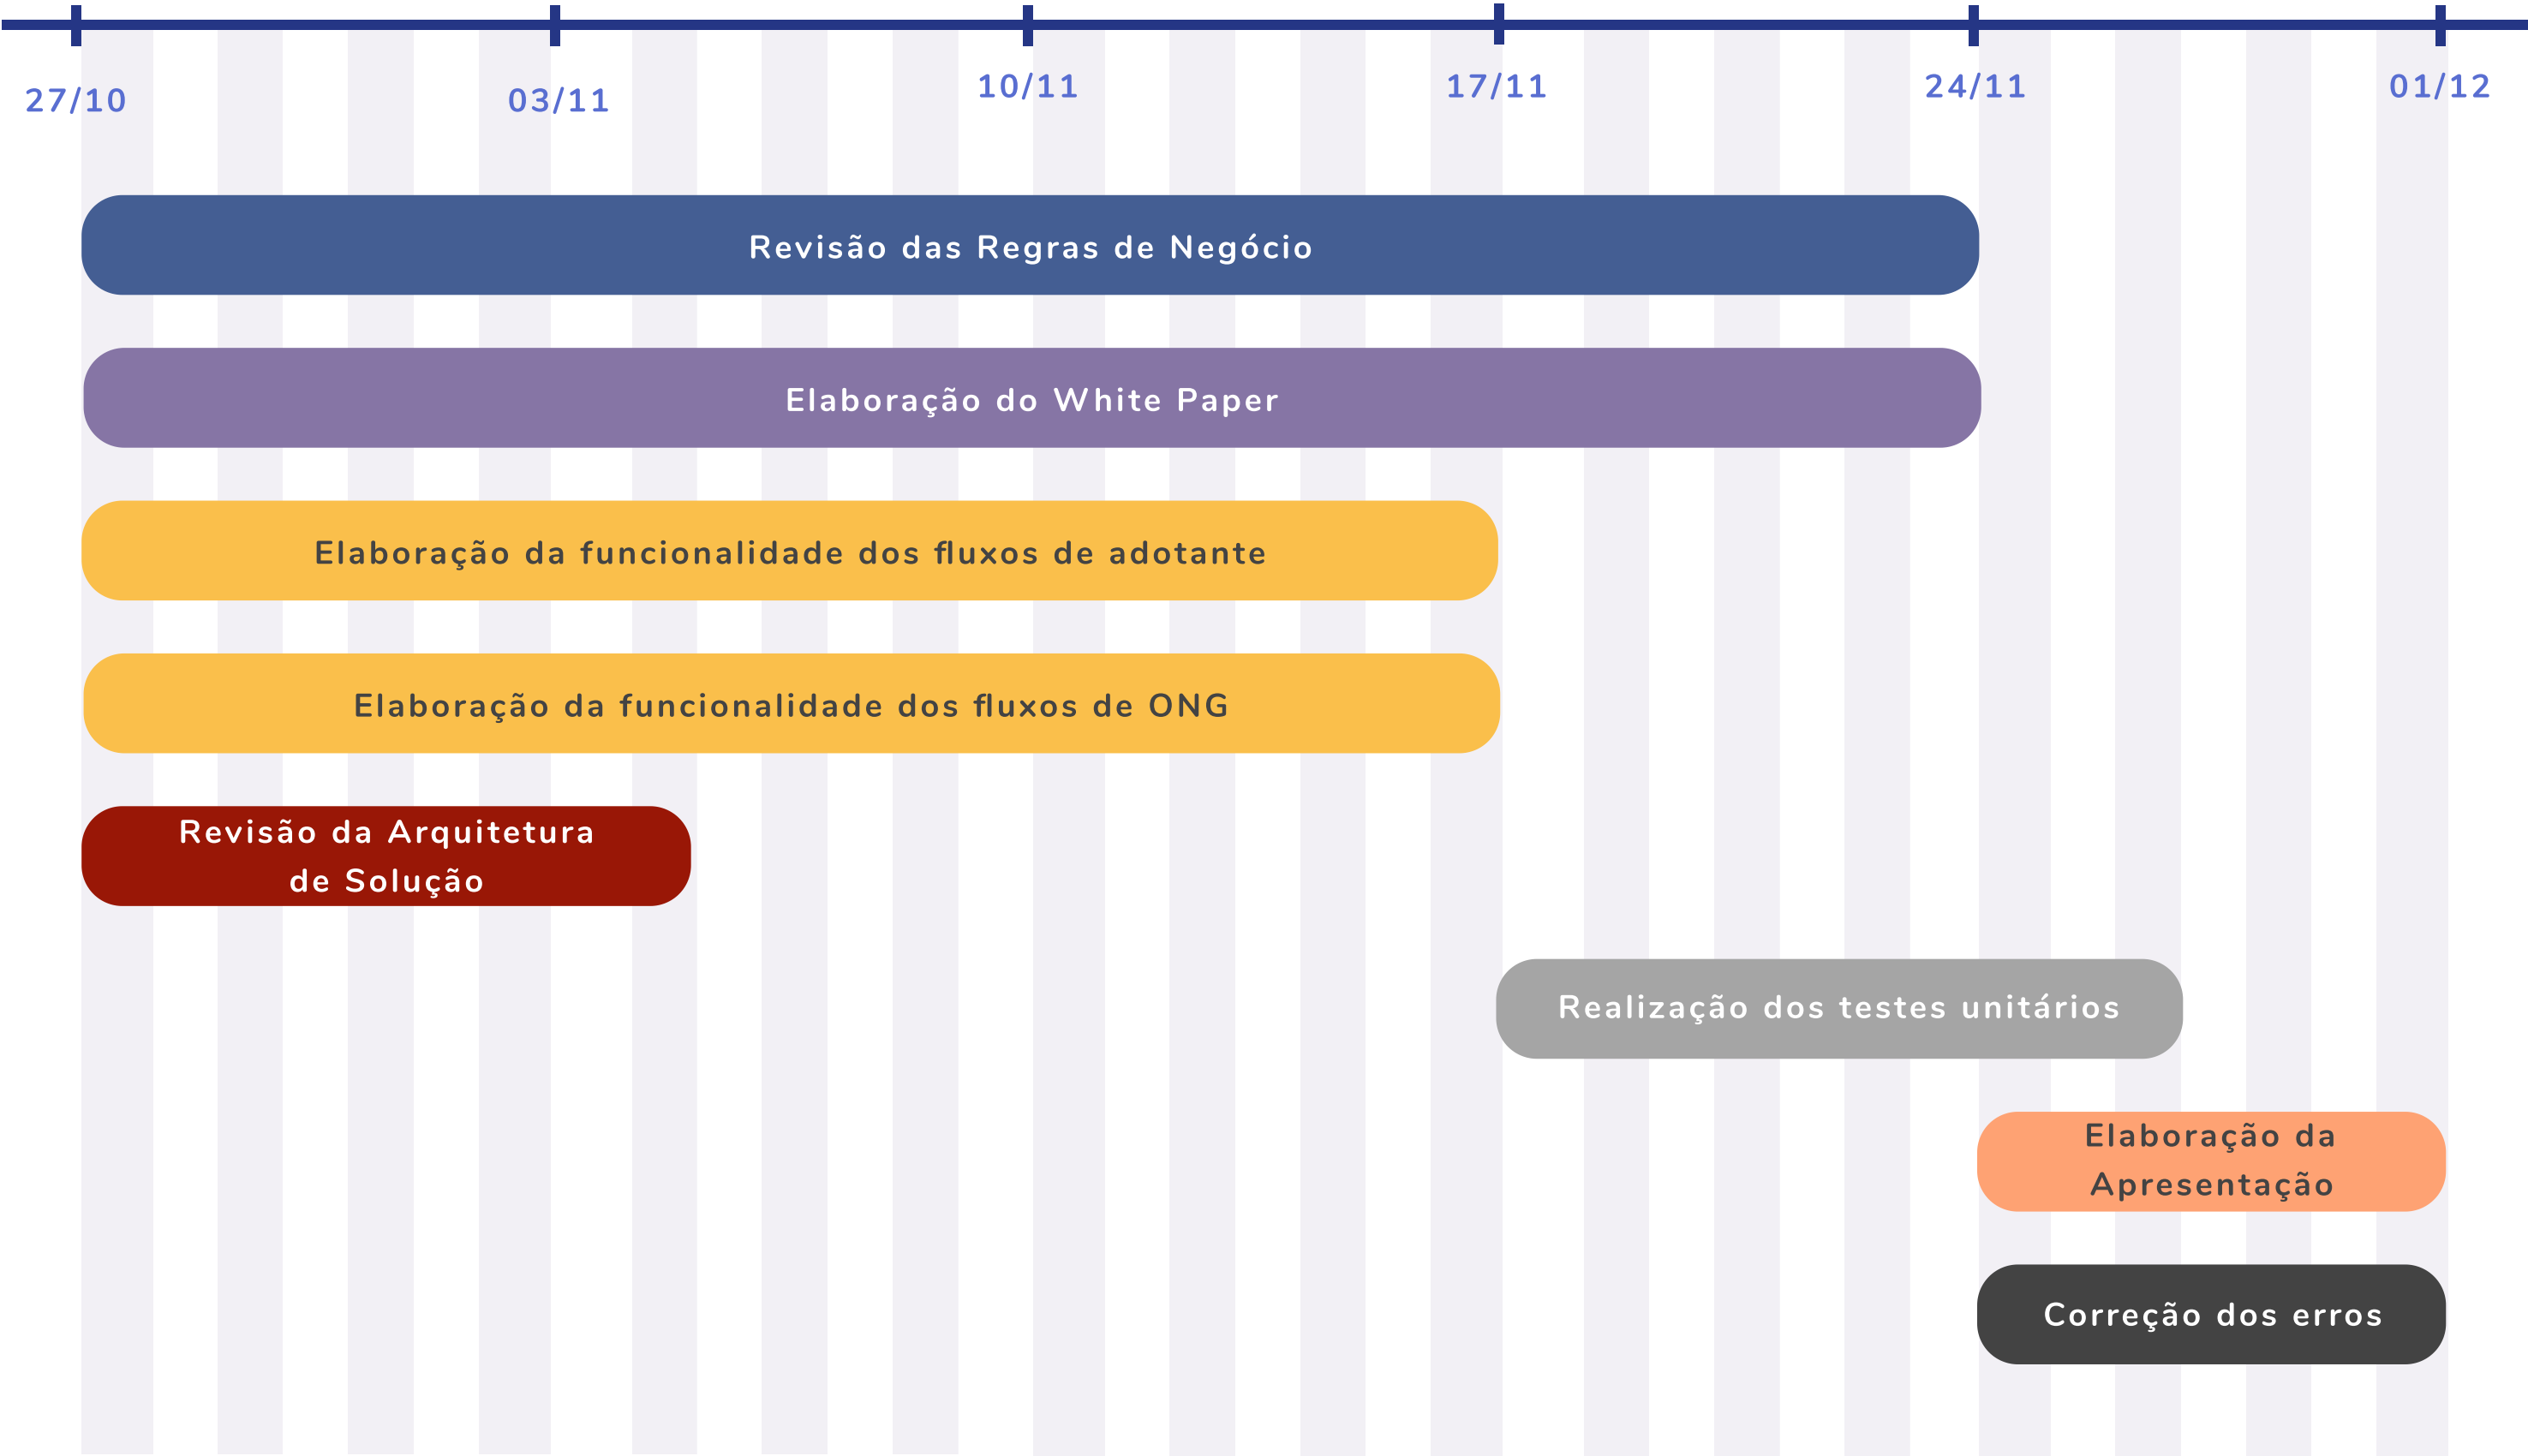 27/10
03/11
10/11
17/11
24/11
01/12
Revisão das Regras de Negócio
Elaboração do White Paper
Elaboração da funcionalidade dos fluxos de adotante
Elaboração da funcionalidade dos fluxos de ONG
Revisão da Arquitetura
de Solução
Realização dos testes unitários
Elaboração da
Apresentação
Correção dos erros